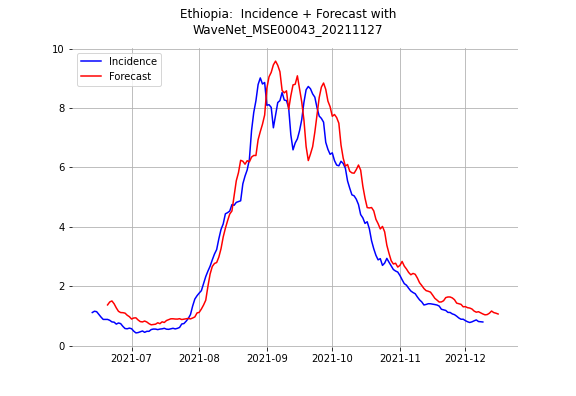 Ethiopia:  Incidence + Forecast with
WaveNet_MSE00043_20211127
Incidence
Forecast
10
8
6
4
2
0
2021-07 2021-08 2021-09 2021-10 2021-11 2021-12